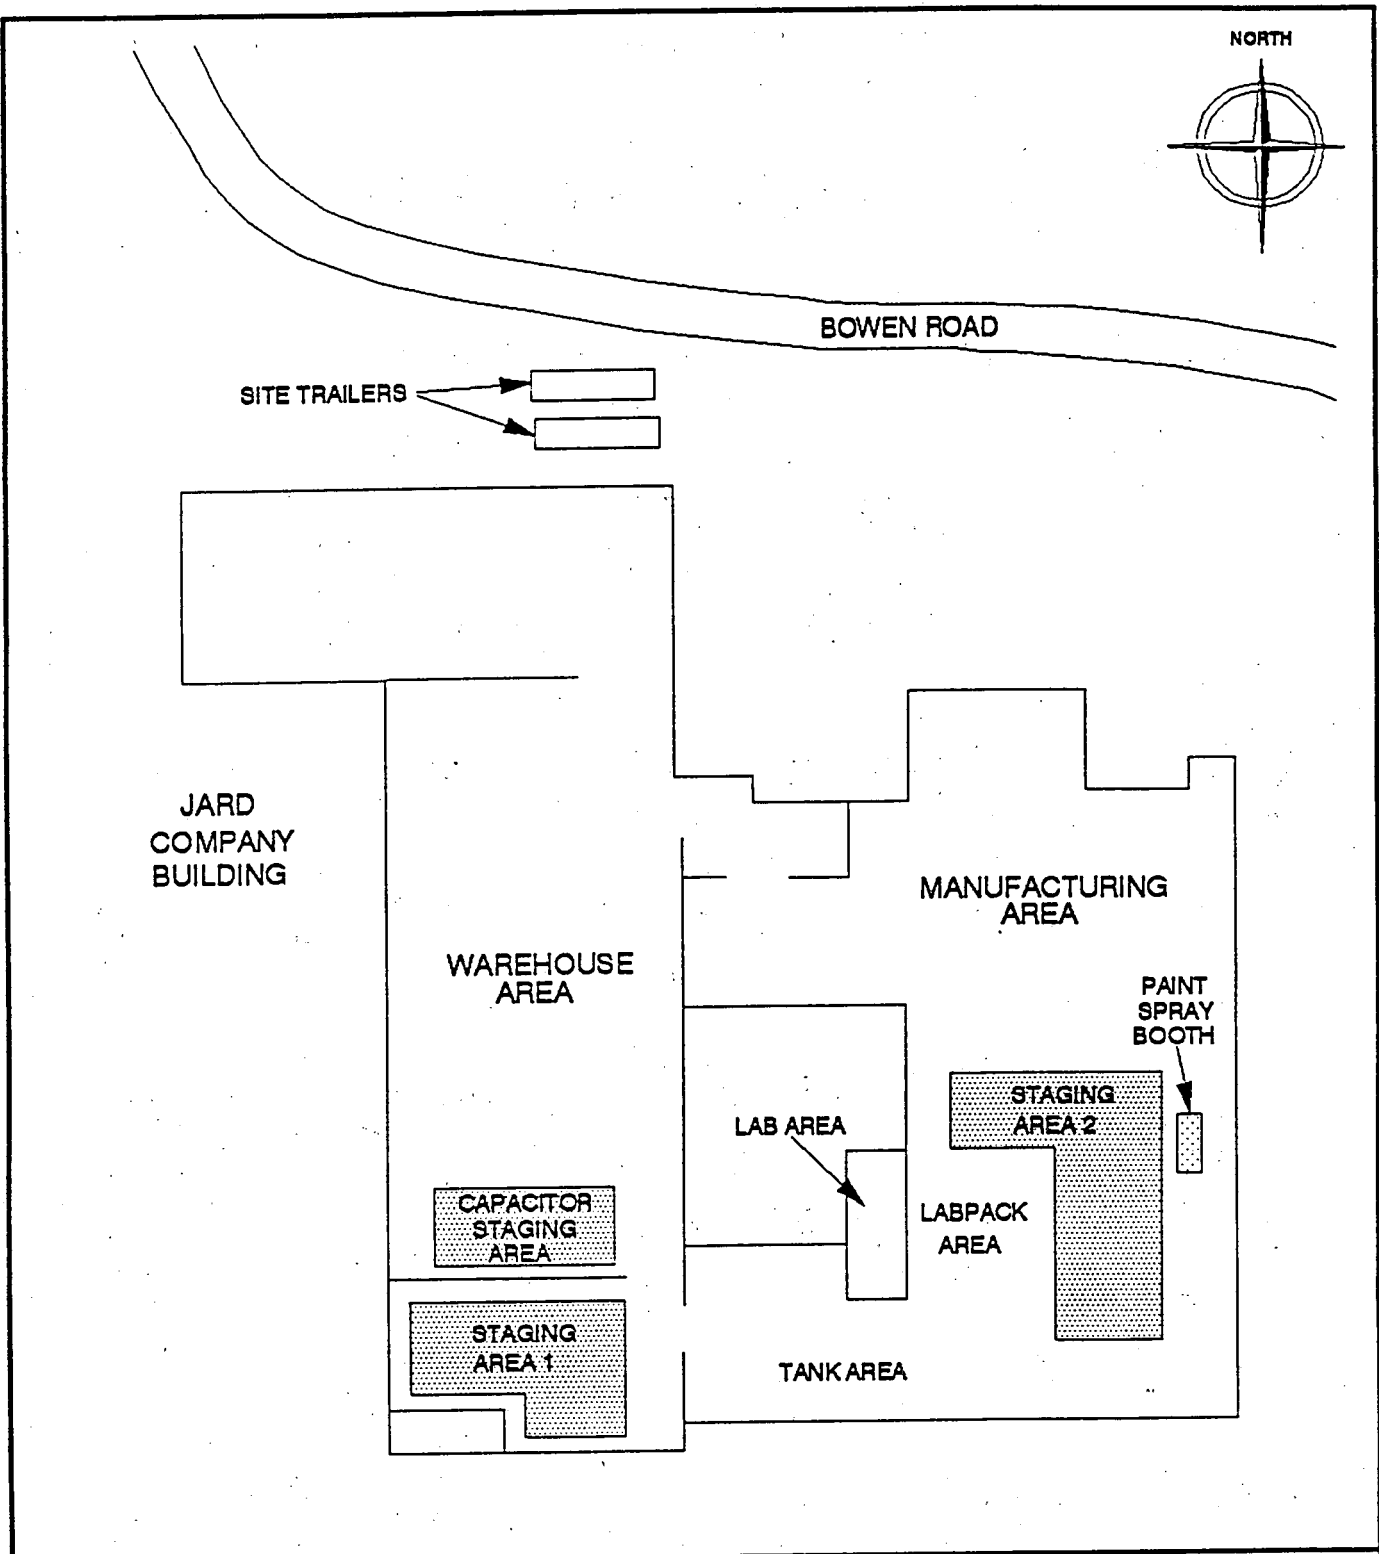 NORTH
BOWEN ROAD
SITE TRAILERS
JARD
COMPANY
BUILDING
MANUFACTURING
AREA
WAREHOUSE
AREA
PAINT
SPRAY
BOOTH
STAGING
AREA 2
LAB AREA
CAPACITOR
STAGING
AREA
LABPACK
AREA
STAGING
AREA 1
TANK AREA